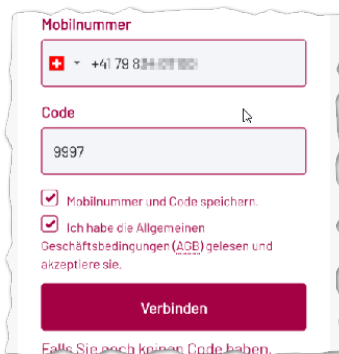 Mobilnummer
+41 79 8
Code
9997
Mobilnummer und Code speichern.
Ich habe die Allgemeinen
Geschäftsbedingungen (AGB) gelesen und
akzeptiere sie.
Verbinden
Falls Sie noch keinen Code haben,